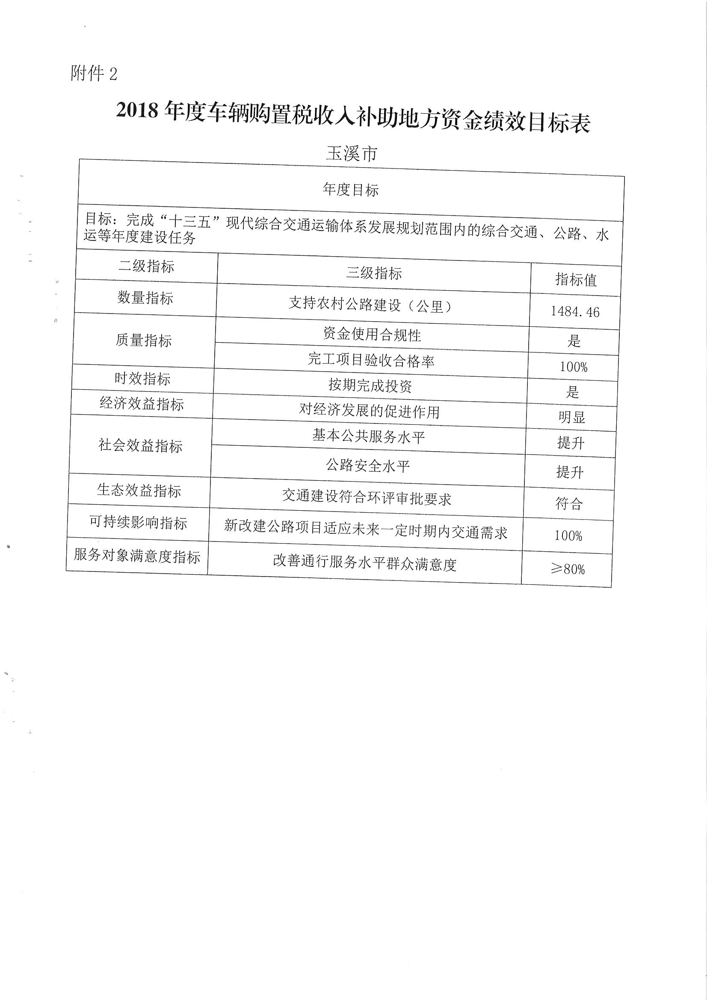 附件 2
2018 年度车辆购置税收入补助地方资金绩效目标表
玉溪市
年度目标
目标：完成“十三五”现代综合交通运输体系发展规划范围内的综合交通、公路、水
运等年度建设任务
二级指标 三级指标 指标值
数量指标 支持农村公路建设（公里） 1484.46
质量指标 资金使用合规性 是
完工项目验收合格率 100%
时效指标 按期完成投资 是
经济效益指标 对经济发展的促进作用 明显
社会效益指标 基本公共服务水平 提升
公路安全水平 提升
生态效益指标 交通建设符合环评审批要求 符合
可持续影响指标 新改建公路项目适应未来一定时期内交通需求 100%
服务对象满意度指标 改善通行服务水平群众满意度 ≥80%